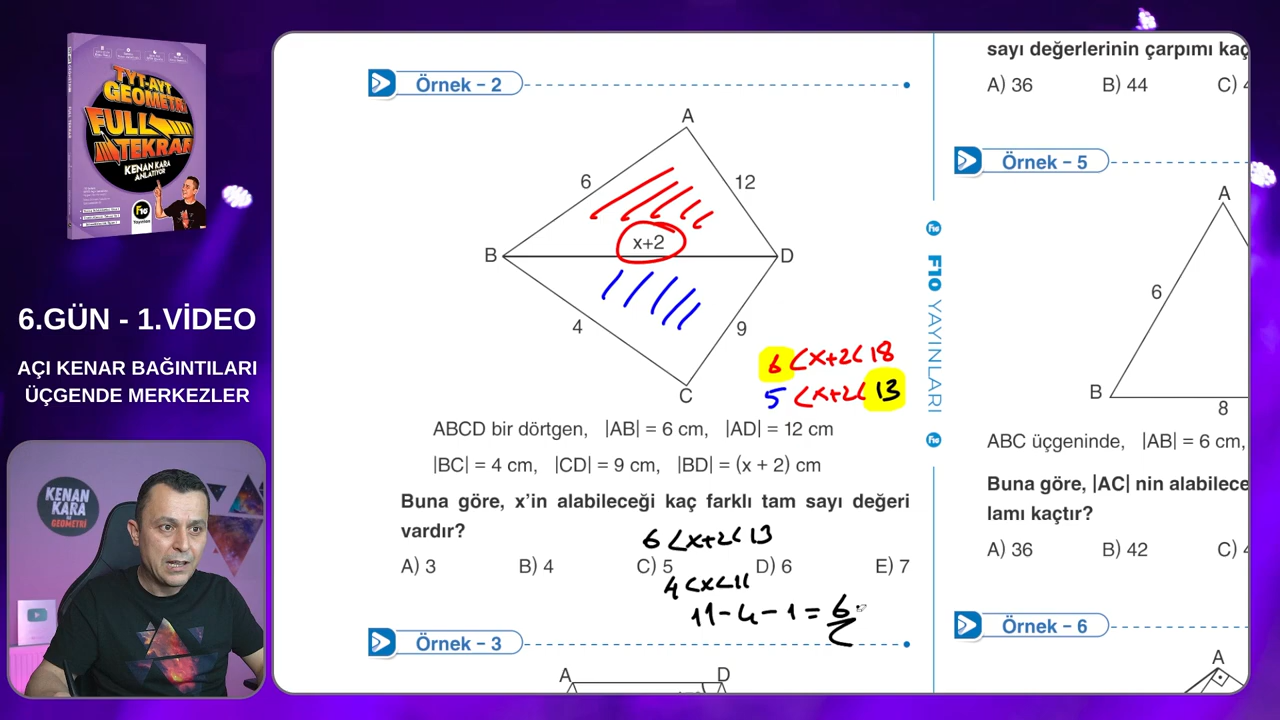 TYT-AYT
GEOMETRİ
FULL
TEKRAR
KENAN KARA
ANLATIYOR
F10
6.GÜN - 1.VİDEO
AÇI KENAR BAĞINTILARI
ÜÇGENDE MERKEZLER
KENAN
KARA
ile
GEOMETRİ
Örnek – 2
A
6
12
x+2
B
D
4
9
C
6 < x+2 < 18
5 < x+2 < 13
ABCD bir dörtgen, |AB| = 6 cm, |AD| = 12 cm
|BC| = 4 cm, |CD| = 9 cm, |BD| = (x + 2) cm
Buna göre, x'in alabileceği kaç farklı tam sayı değeri
vardır?
6 < x+2 < 13
A) 3 B) 4 C) 5 D) 6 E) 7
4 < x < 11
11 - 4 - 1 = 6
Örnek – 3
A D
F10 YAYINLARI
sayı değerlerinin çarpımı kaç
A) 36 B) 44 C) 4
Örnek – 5
A
6
B
8
ABC üçgeninde, |AB| = 6 cm,
Buna göre, |AC| nin alabilece
lamı kaçtır?
A) 36 B) 42 C) 4
Örnek – 6
A